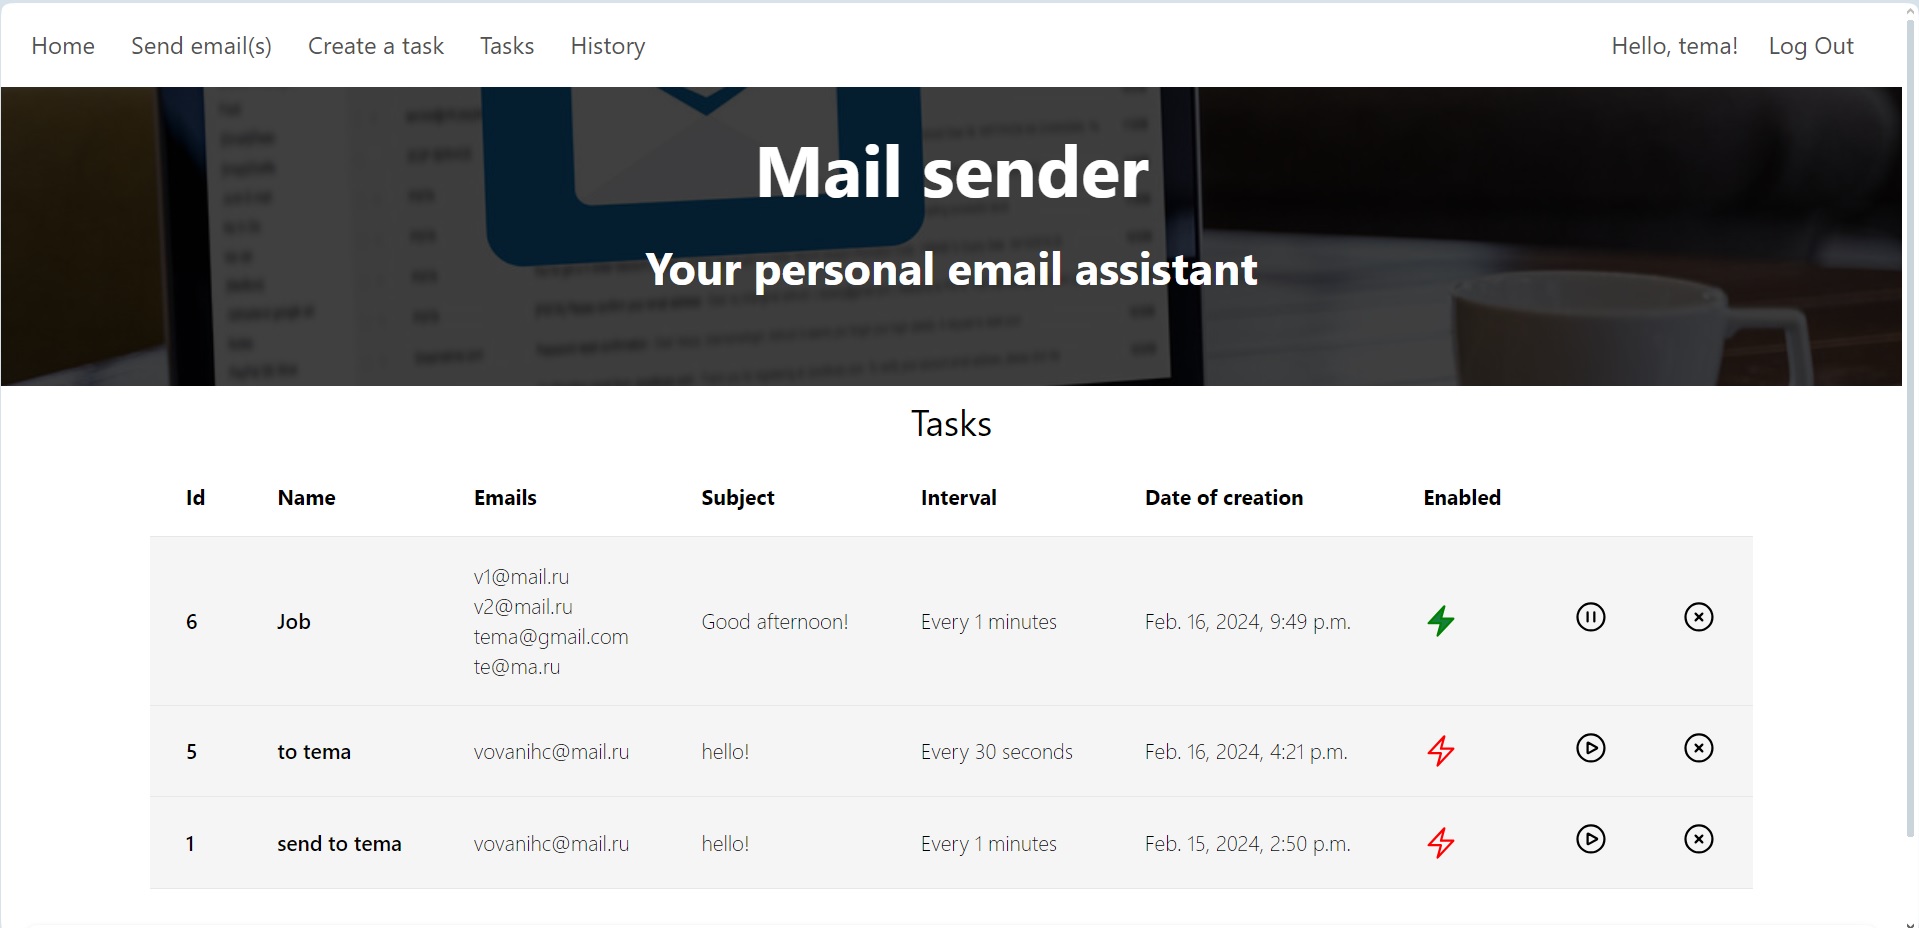 Home Send email(s) Create a task Tasks History Hello, tema! Log Out
Mail sender
Your personal email assistant
Tasks
Id Name Emails Subject Interval Date of creation Enabled
6 Job v1@mail.ru v2@mail.ru tema@gmail.com te@ma.ru Good afternoon! Every 1 minutes Feb. 16, 2024, 9:49 p.m.
5 to tema vovanihc@mail.ru hello! Every 30 seconds Feb. 16, 2024, 4:21 p.m.
1 send to tema vovanihc@mail.ru hello! Every 1 minutes Feb. 15, 2024, 2:50 p.m.